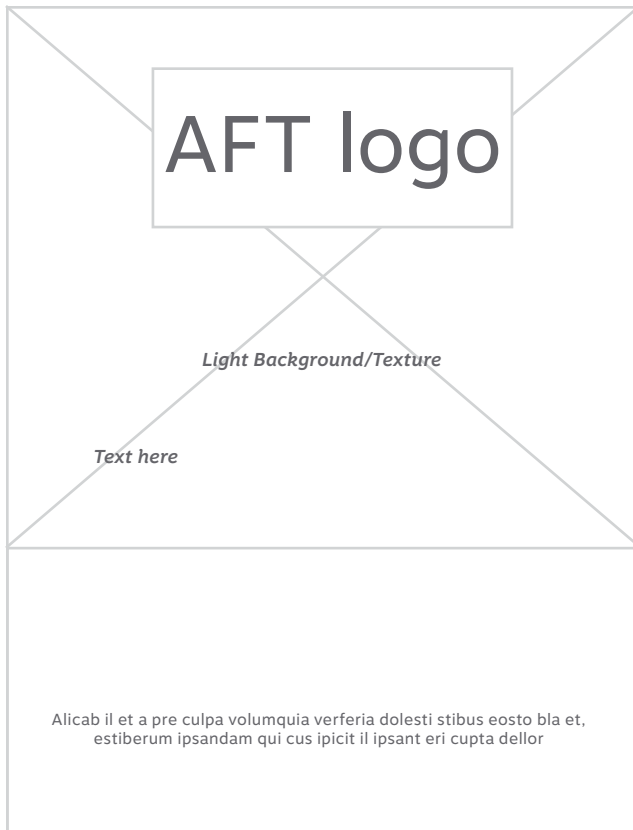 AFT logo
Light Background/Texture
Text here
Alicab il et a pre culpa volumquia verferia dolesti stibus eosto bla et,
estiberum ipsandam qui cus ipicit il ipsant eri cupta dellor